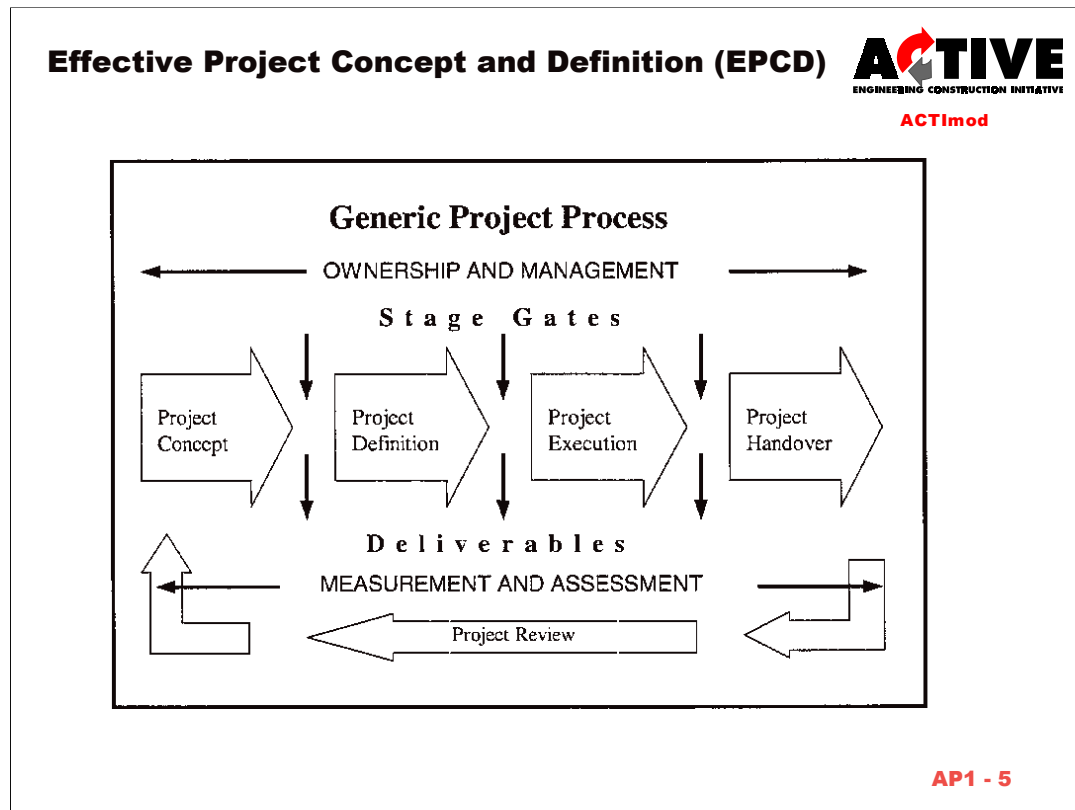 Effective Project Concept and Definition (EPCD)
ACTIVE
ENGINEERING CONSTRUCTION INITIATIVE
ACTImod
Generic Project Process
OWNERSHIP AND MANAGEMENT
Stage Gates
Project
Concept
Project
Definition
Project
Execution
Project
Handover
Deliverables
MEASUREMENT AND ASSESSMENT
Project Review
AP1 - 5